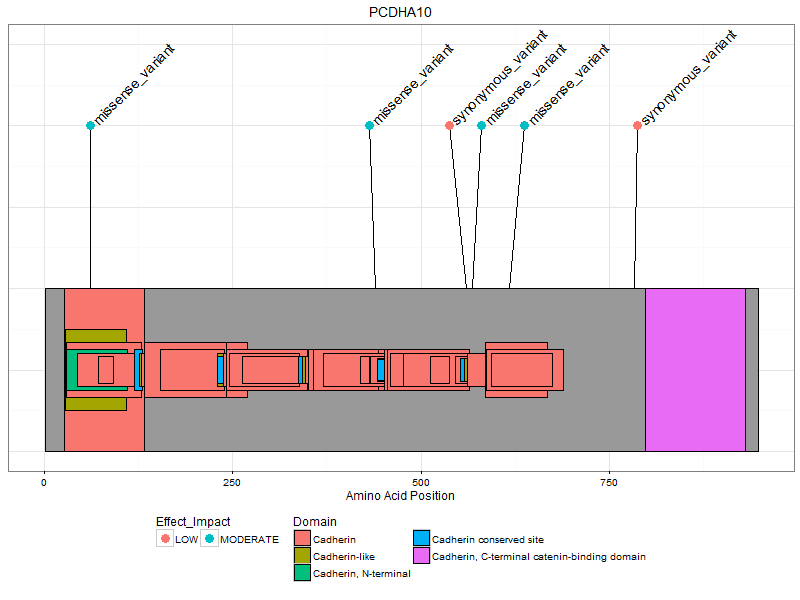 PCDHA10
missense_variant
missense_variant
synonymous_variant
missense_variant
missense_variant
synonymous_variant
0 250 500 750
Amino Acid Position
Effect_Impact
LOW MODERATE
Domain
Cadherin
Cadherin-like
Cadherin, N-terminal
Cadherin conserved site
Cadherin, C-terminal catenin-binding domain